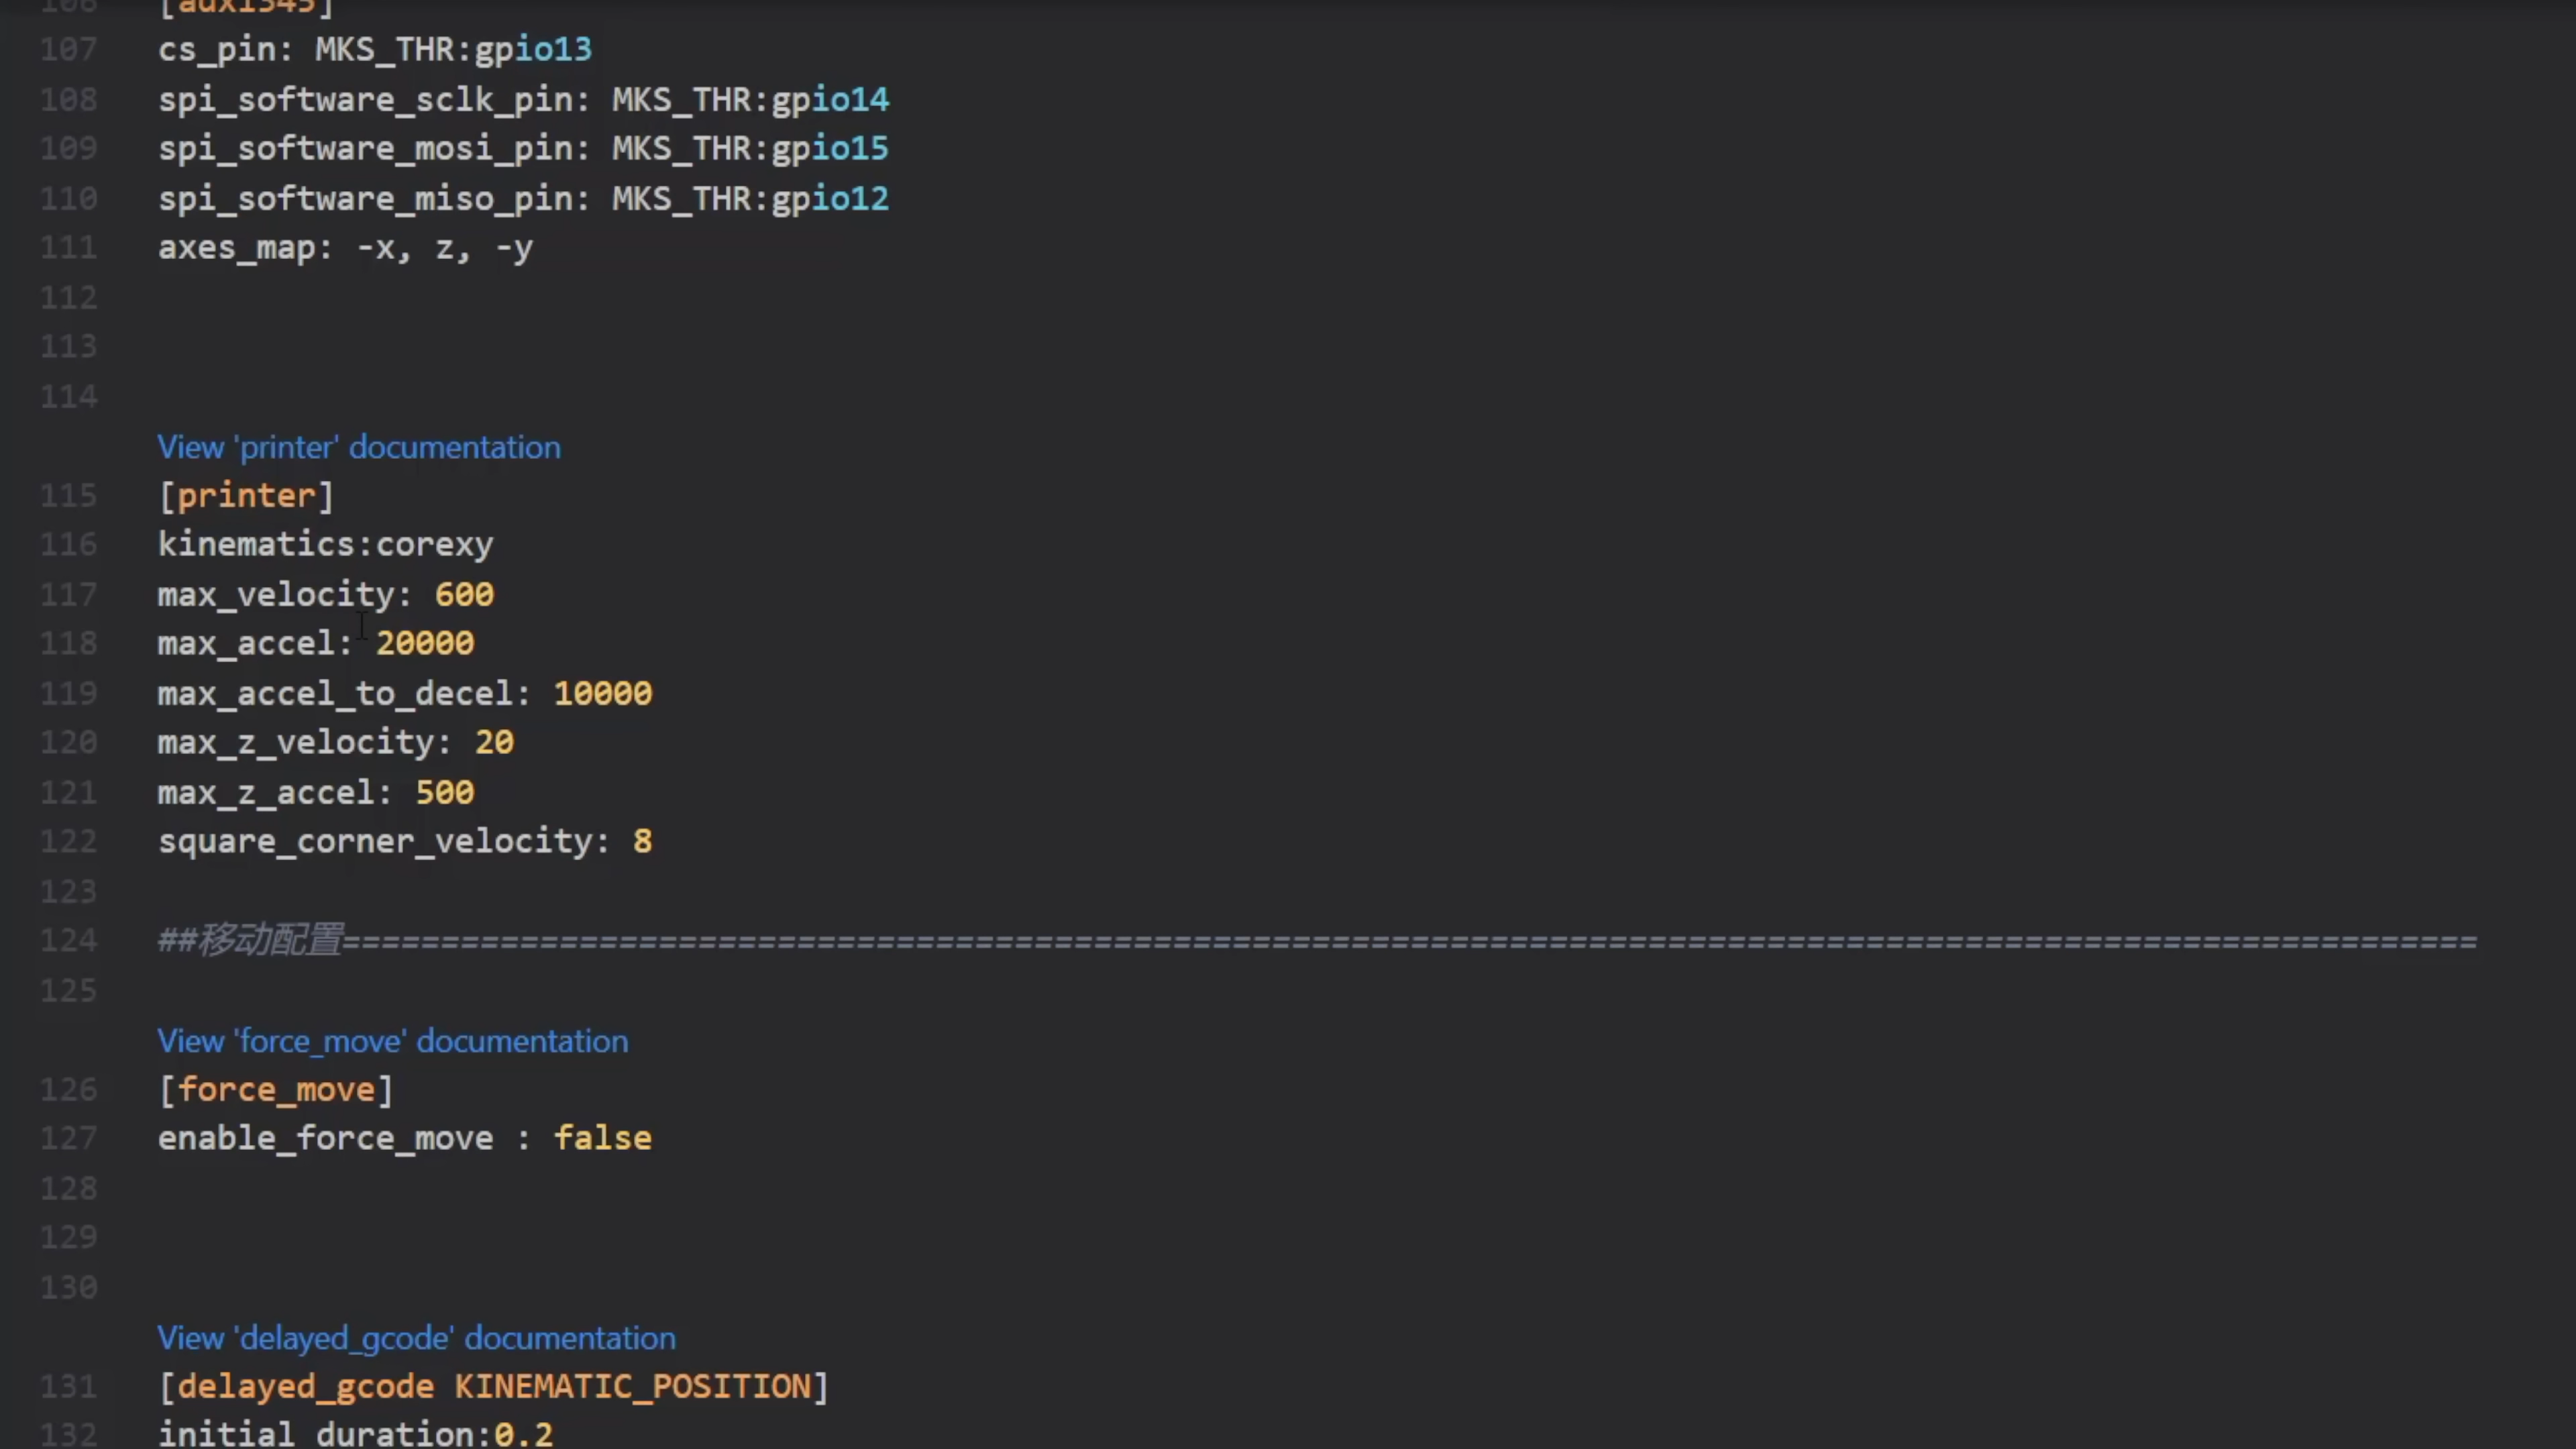 106 [adxl345]
107 cs_pin: MKS_THR:gpio13
108 spi_software_sclk_pin: MKS_THR:gpio14
109 spi_software_mosi_pin: MKS_THR:gpio15
110 spi_software_miso_pin: MKS_THR:gpio12
111 axes_map: -x, z, -y
112
113
114
View 'printer' documentation
115 [printer]
116 kinematics:corexy
117 max_velocity: 600
118 max_accel: 20000
119 max_accel_to_decel: 10000
120 max_z_velocity: 20
121 max_z_accel: 500
122 square_corner_velocity: 8
123
124 ##移动配置============================================================================================================
125
View 'force_move' documentation
126 [force_move]
127 enable_force_move : false
128
129
130
View 'delayed_gcode' documentation
131 [delayed_gcode KINEMATIC_POSITION]
132 initial_duration:0.2